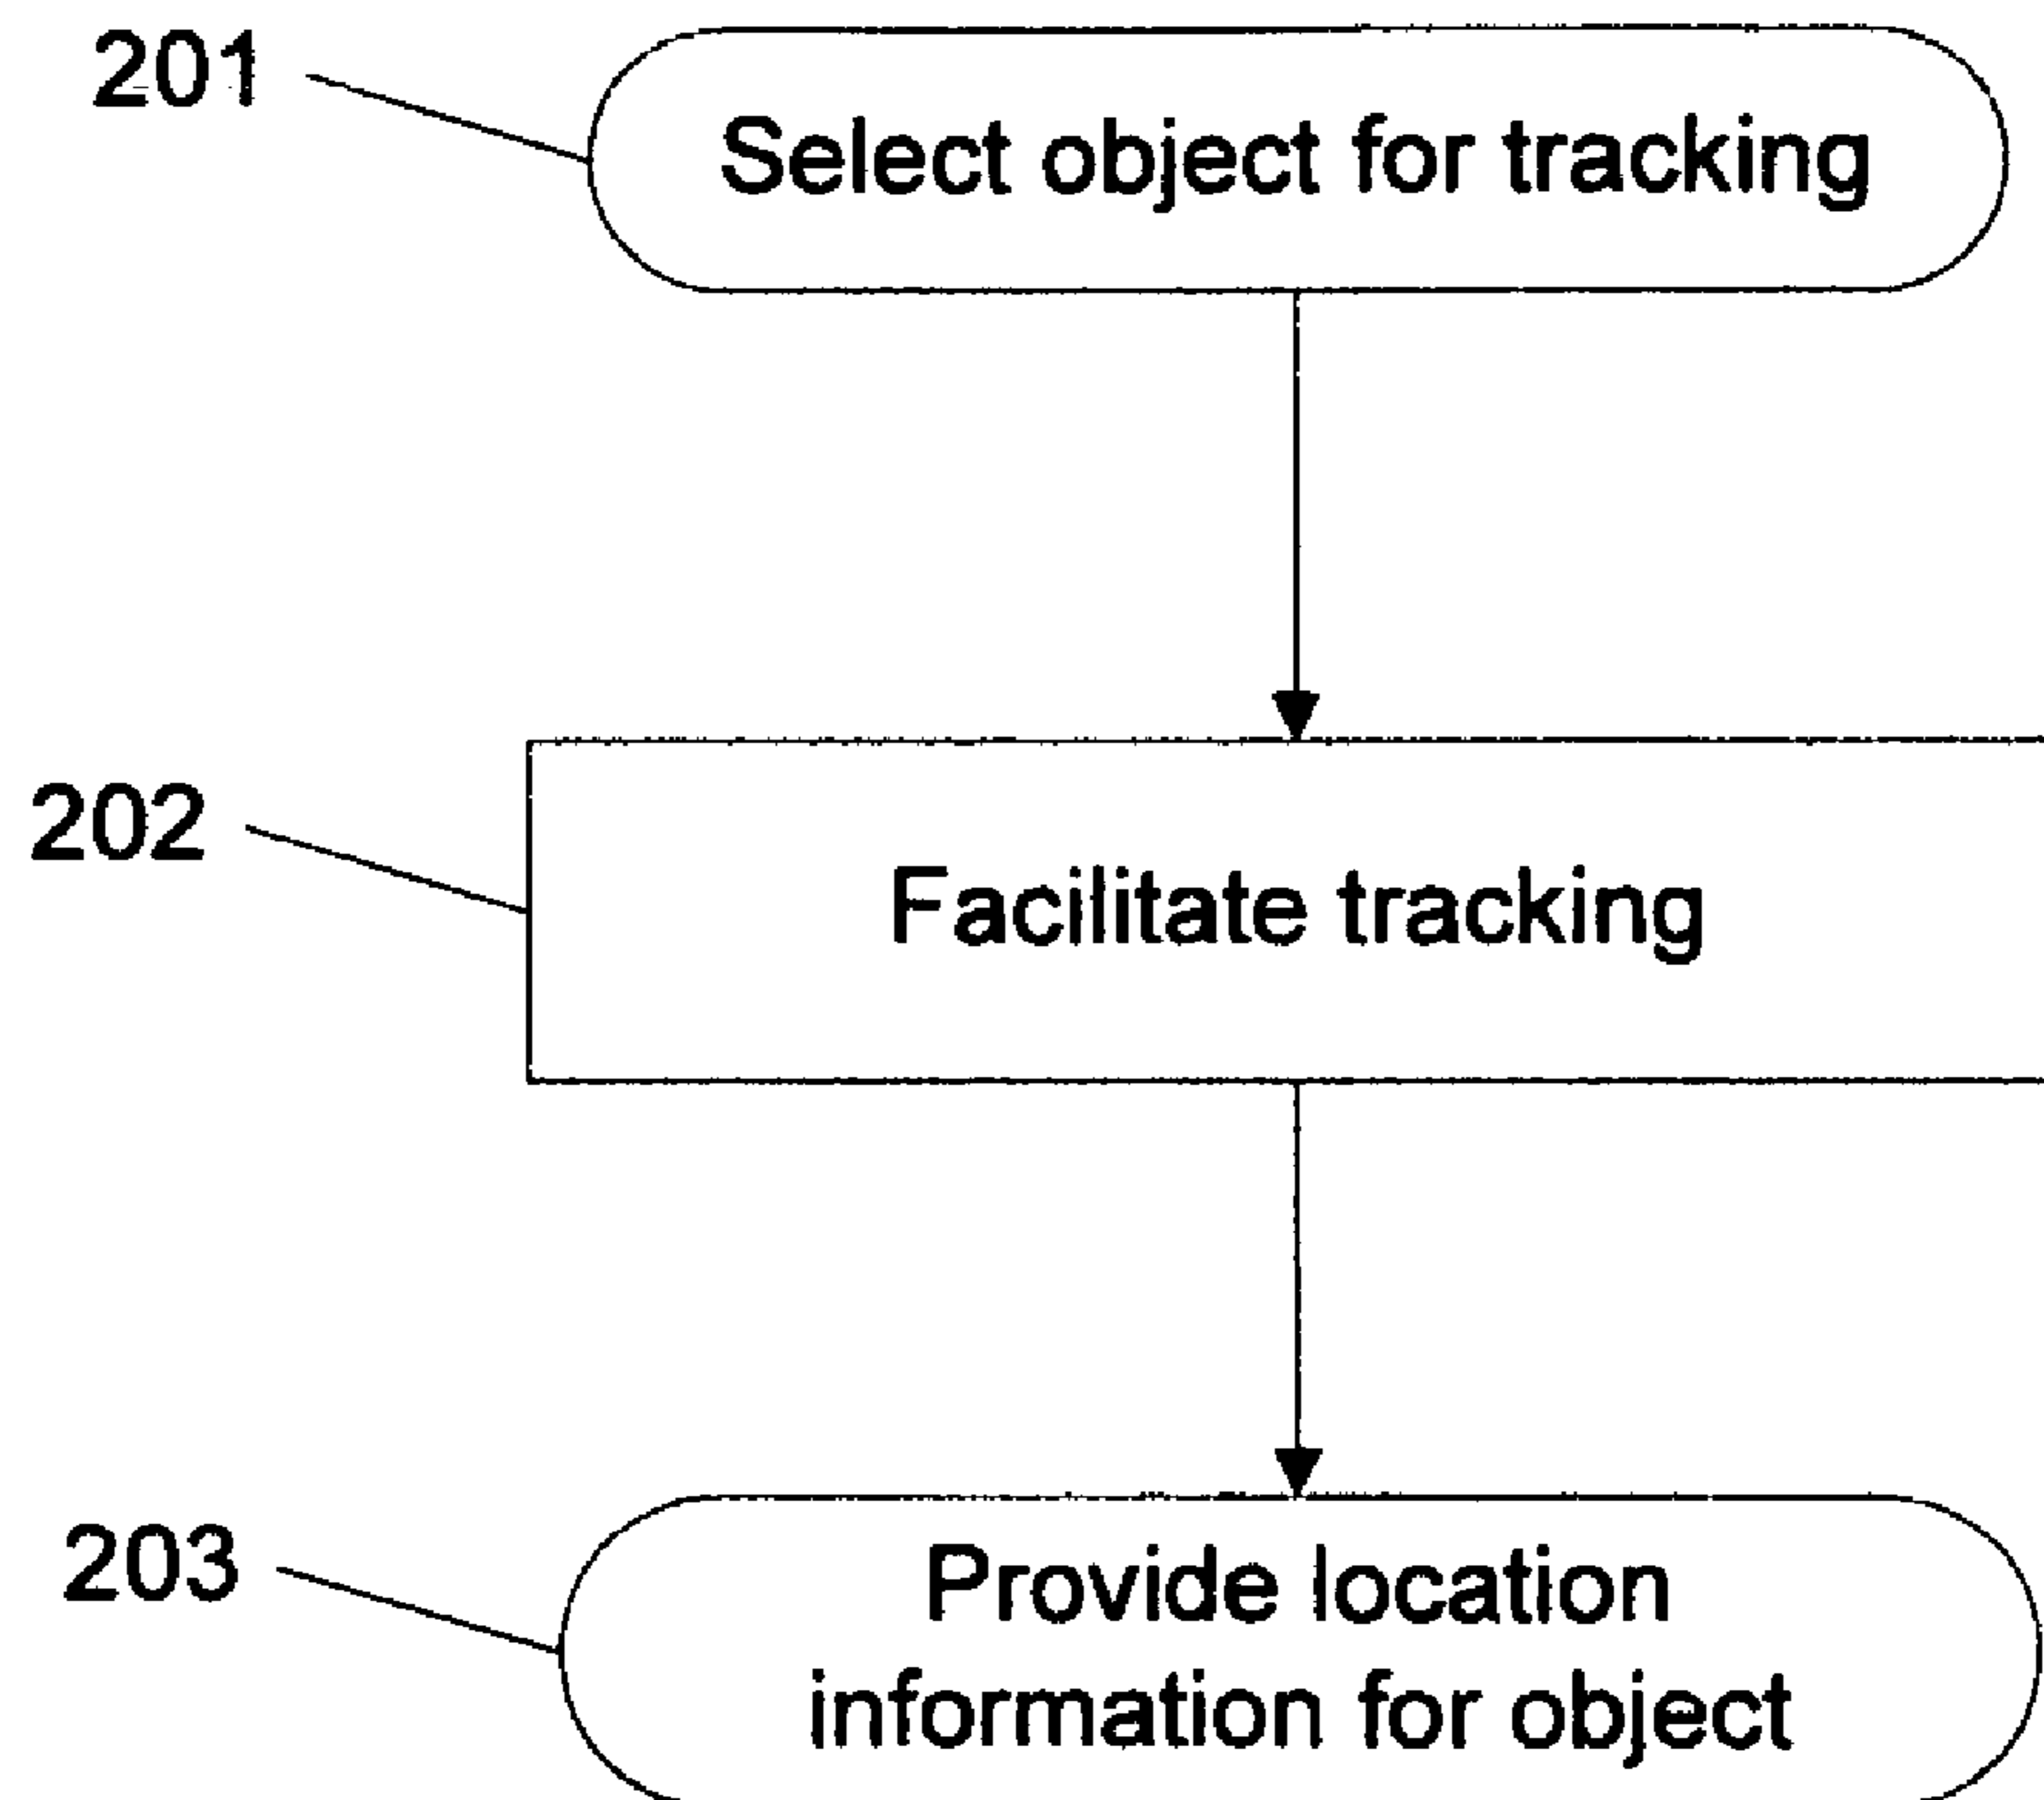 201
Select object for tracking
202
Facilitate tracking
203
Provide location
information for object